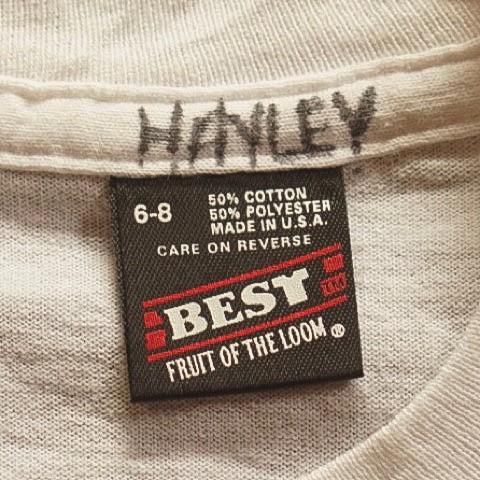 HAYLEY
6-8
50% COTTON
50% POLYESTER
MADE IN U.S.A.
CARE ON REVERSE
BEST
FRUIT OF THE LOOM ®